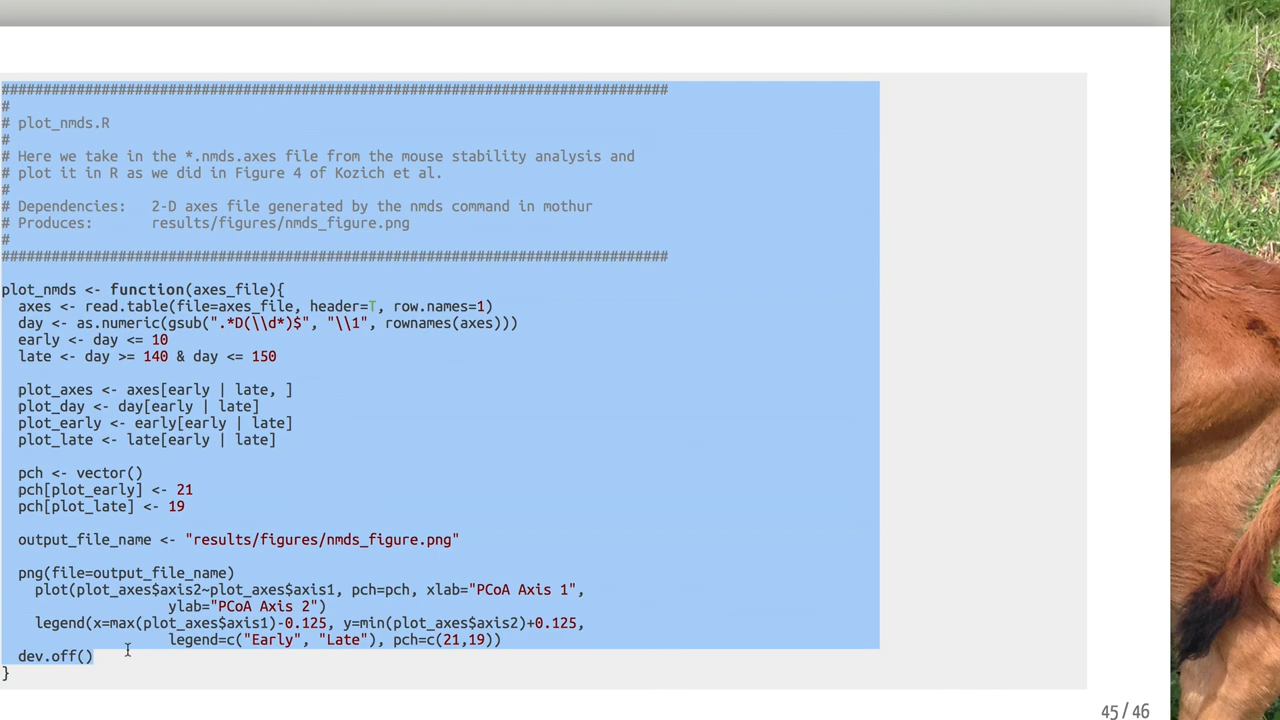 ################################################################################
#
# plot_nmds.R
#
# Here we take in the *.nmds.axes file from the mouse stability analysis and
# plot it in R as we did in Figure 4 of Kozich et al.
#
# Dependencies:   2-D axes file generated by the nmds command in mothur
# Produces:       results/figures/nmds_figure.png
#
################################################################################
plot_nmds <- function(axes_file){
  axes <- read.table(file=axes_file, header=T, row.names=1)
  day <- as.numeric(gsub(".*D(\\d*)$", "\\1", rownames(axes)))
  early <- day <= 10
  late <- day >= 140 & day <= 150
  plot_axes <- axes[early | late, ]
  plot_day <- day[early | late]
  plot_early <- early[early | late]
  plot_late <- late[early | late]
  pch <- vector()
  pch[plot_early] <- 21
  pch[plot_late] <- 19
  output_file_name <- "results/figures/nmds_figure.png"
  png(file=output_file_name)
    plot(plot_axes$axis2~plot_axes$axis1, pch=pch, xlab="PCoA Axis 1",
                    ylab="PCoA Axis 2")
    legend(x=max(plot_axes$axis1)-0.125, y=min(plot_axes$axis2)+0.125,
                    legend=c("Early", "Late"), pch=c(21,19))
  dev.off()
}
45 / 46